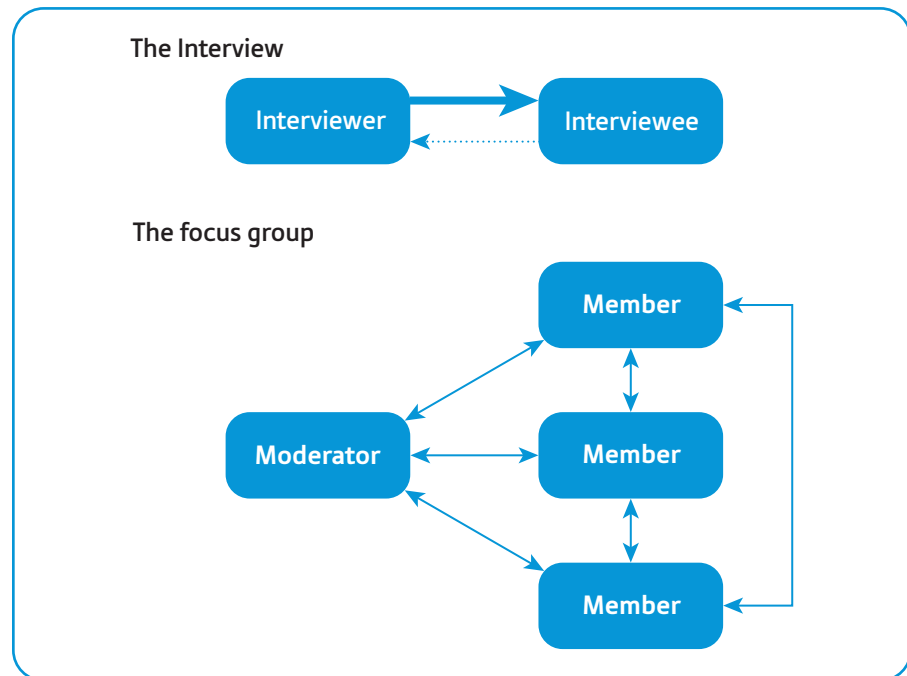 The Interview
Interviewer
Interviewee
The focus group
Member
Moderator
Member
Member